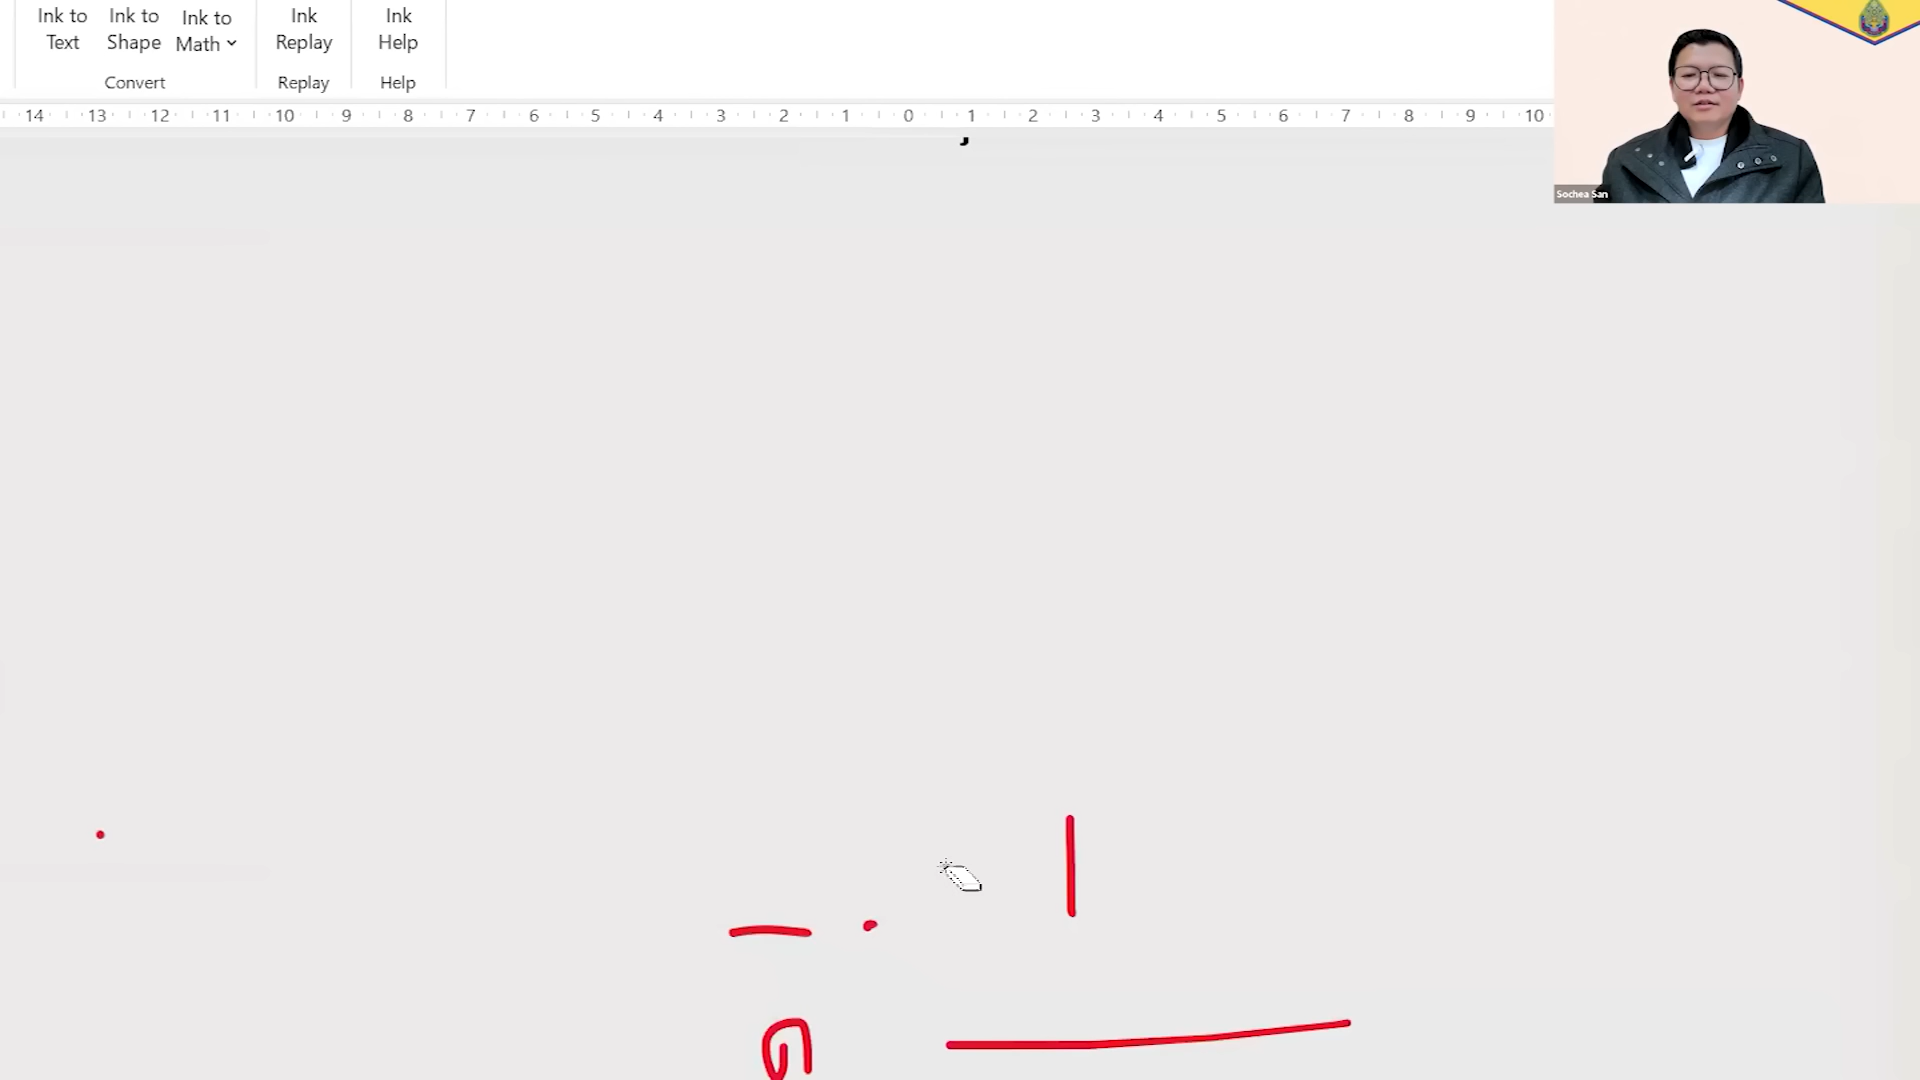 Ink to Text
Ink to Shape
Ink to Math
Convert
Ink Replay
Replay
Ink Help
Help
14 13 12 11 10 9 8 7 6 5 4 3 2 1 0 1 2 3 4 5 6 7 8 9 10
Sochea San